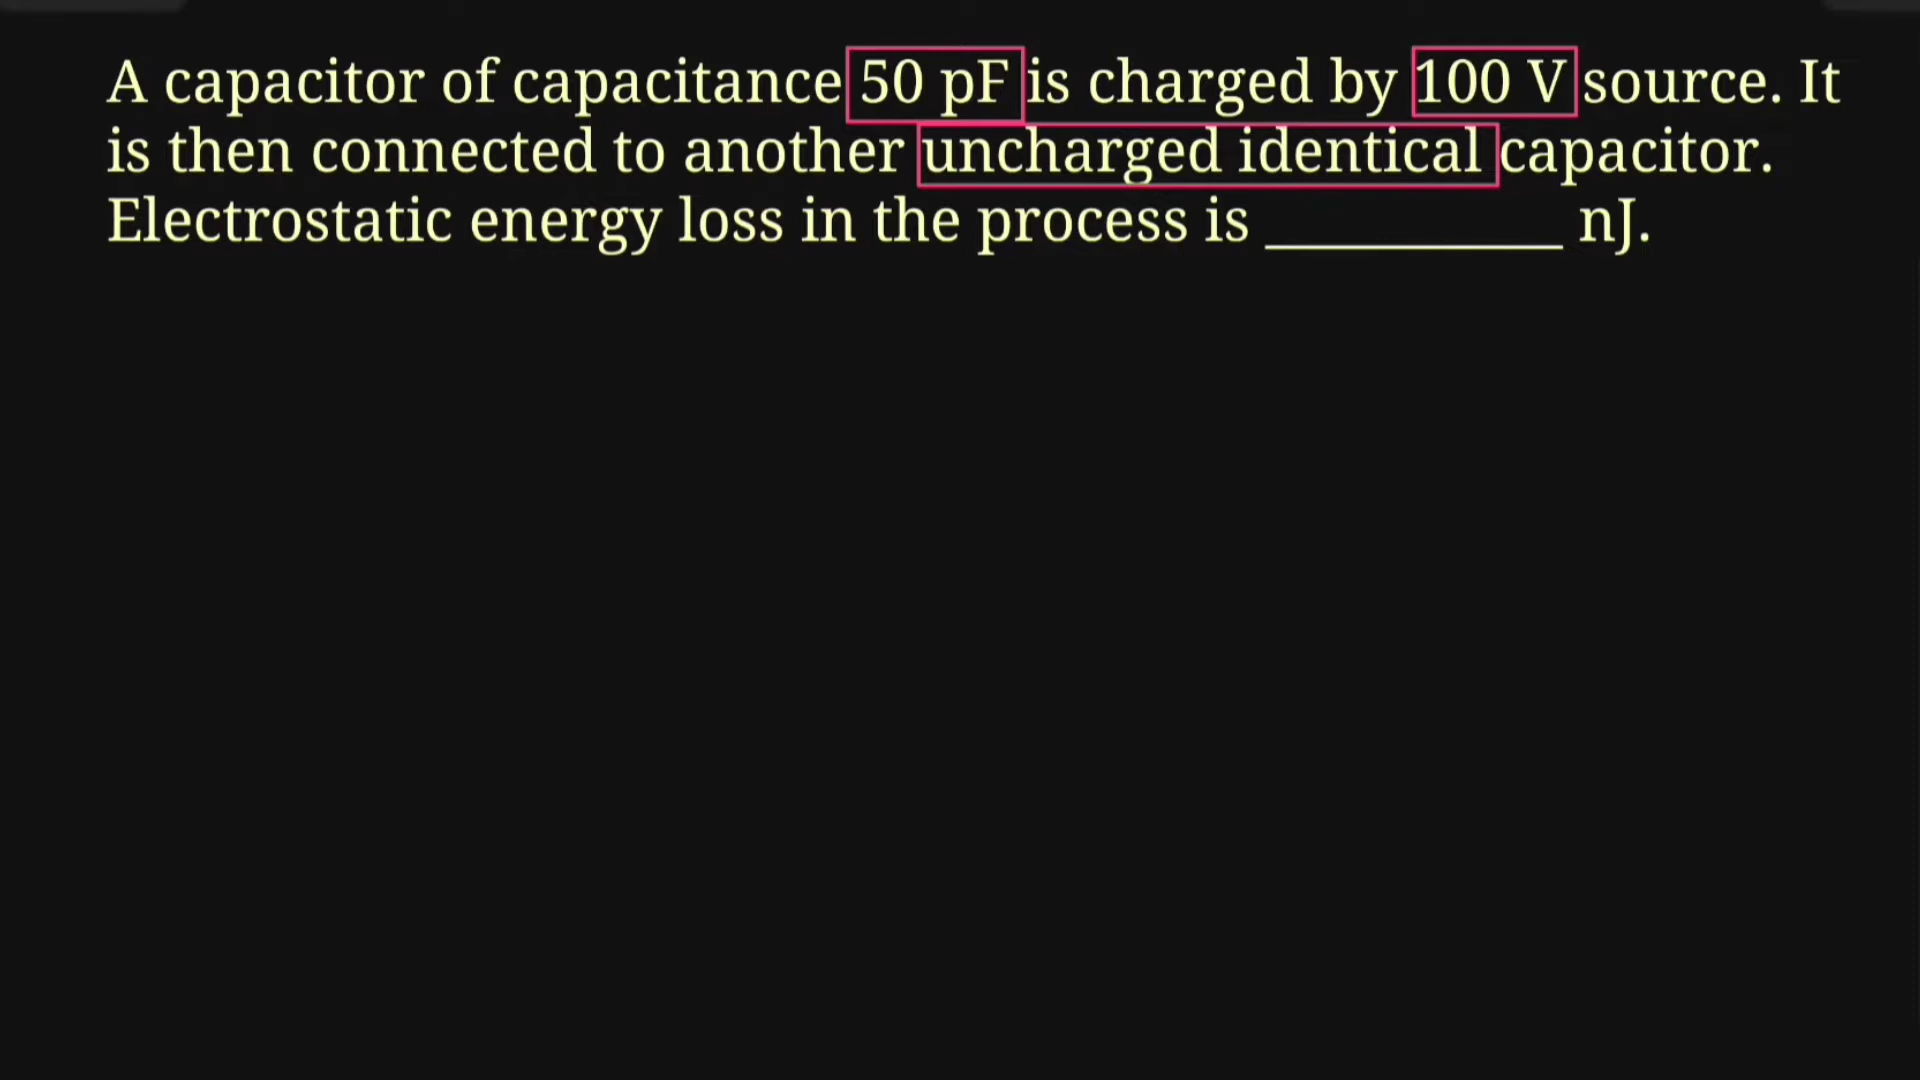 A capacitor of capacitance 50 pF is charged by 100 V source. It
is then connected to another uncharged identical capacitor.
Electrostatic energy loss in the process is __________ nJ.